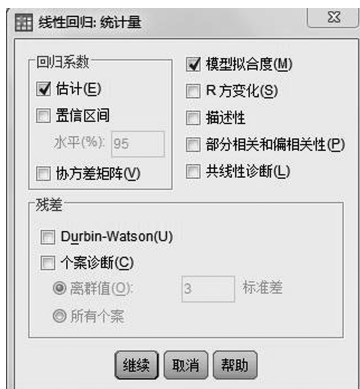 线性回归: 统计量
回归系数
估计(E)
置信区间
水平(%): 95
协方差矩阵(V)
模型拟合度(M)
R 方变化(S)
描述性
部分相关和偏相关性(P)
共线性诊断(L)
残差
Durbin-Watson(U)
个案诊断(C)
离群值(O): 3 标准差
所有个案
继续 取消 帮助